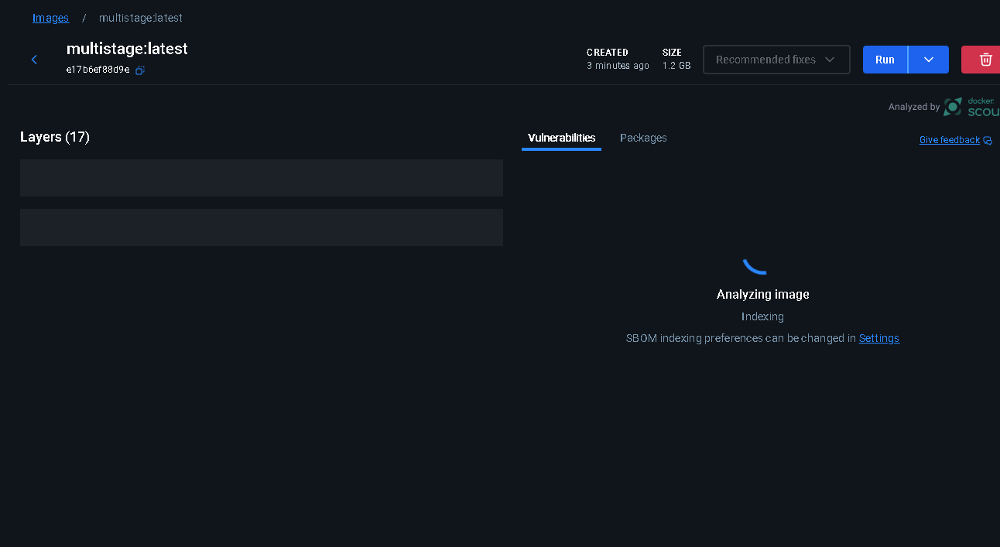 Images / multistage:latest
multistage:latest
e17b6ef88d9e
CREATED
3 minutes ago
SIZE
1.2 GB
Recommended fixes
Run
Analyzed by docker scou
Layers (17)
Vulnerabilities
Packages
Give feedback
Analyzing image
Indexing
SBOM indexing preferences can be changed in Settings